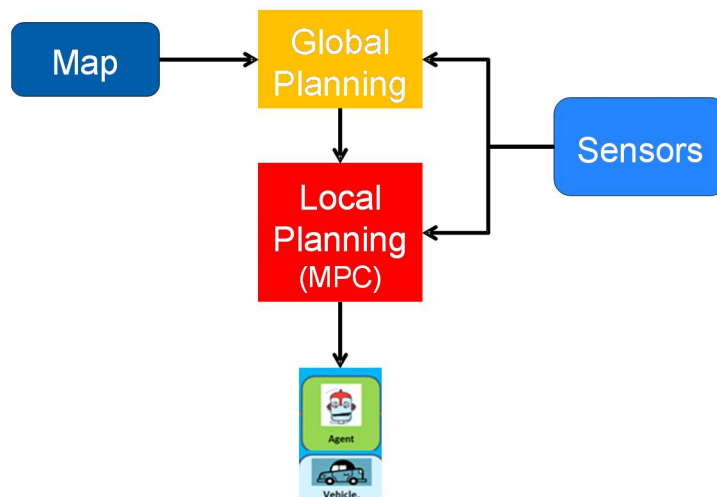 Map
Global
Planning
Sensors
Local
Planning
(MPC)
Agent
Vehicle.